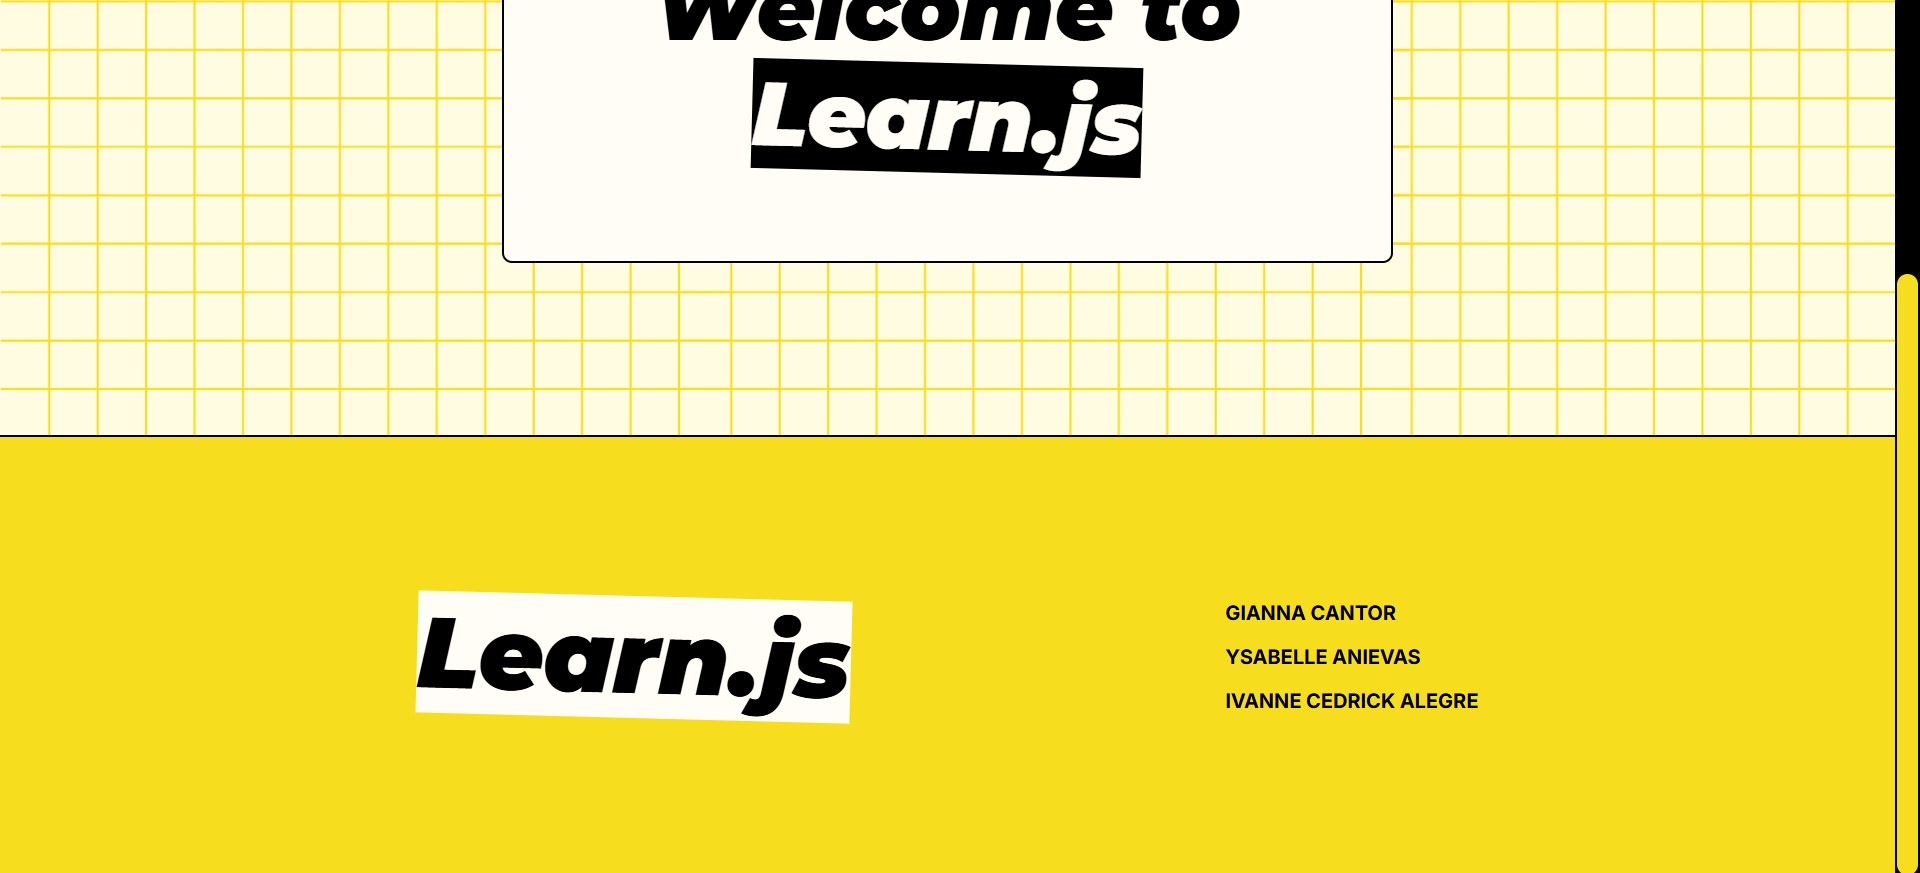 Welcome to
Learn.js
Learn.js
GIANNA CANTOR
YSABELLE ANIEVAS
IVANNE CEDRICK ALEGRE